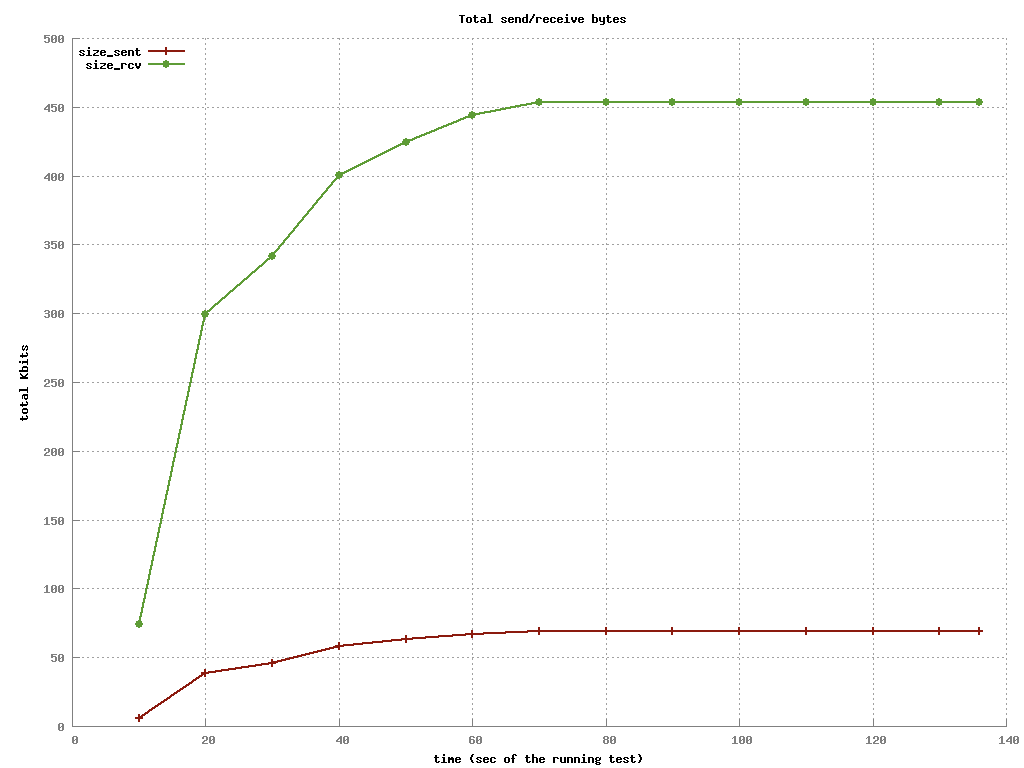 Total send/receive bytes
size_sent
size_rcv
500
450
400
350
300
250
200
150
100
50
0
total Kbits
0 20 40 60 80 100 120 140
time (sec of the running test)